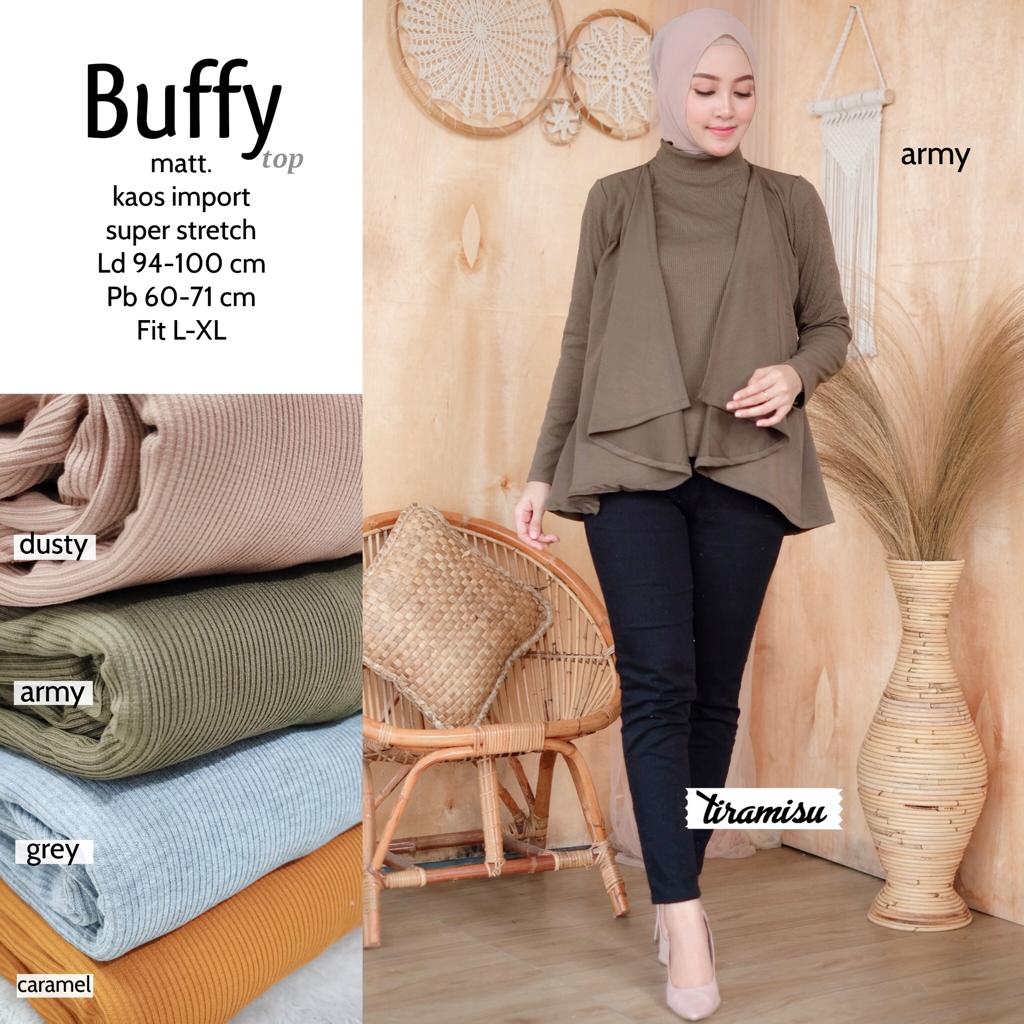 Buffy
top
matt.
kaos import
super stretch
Ld 94-100 cm
Pb 60-71 cm
Fit L-XL
army
dusty
army
grey
caramel
tiramisu